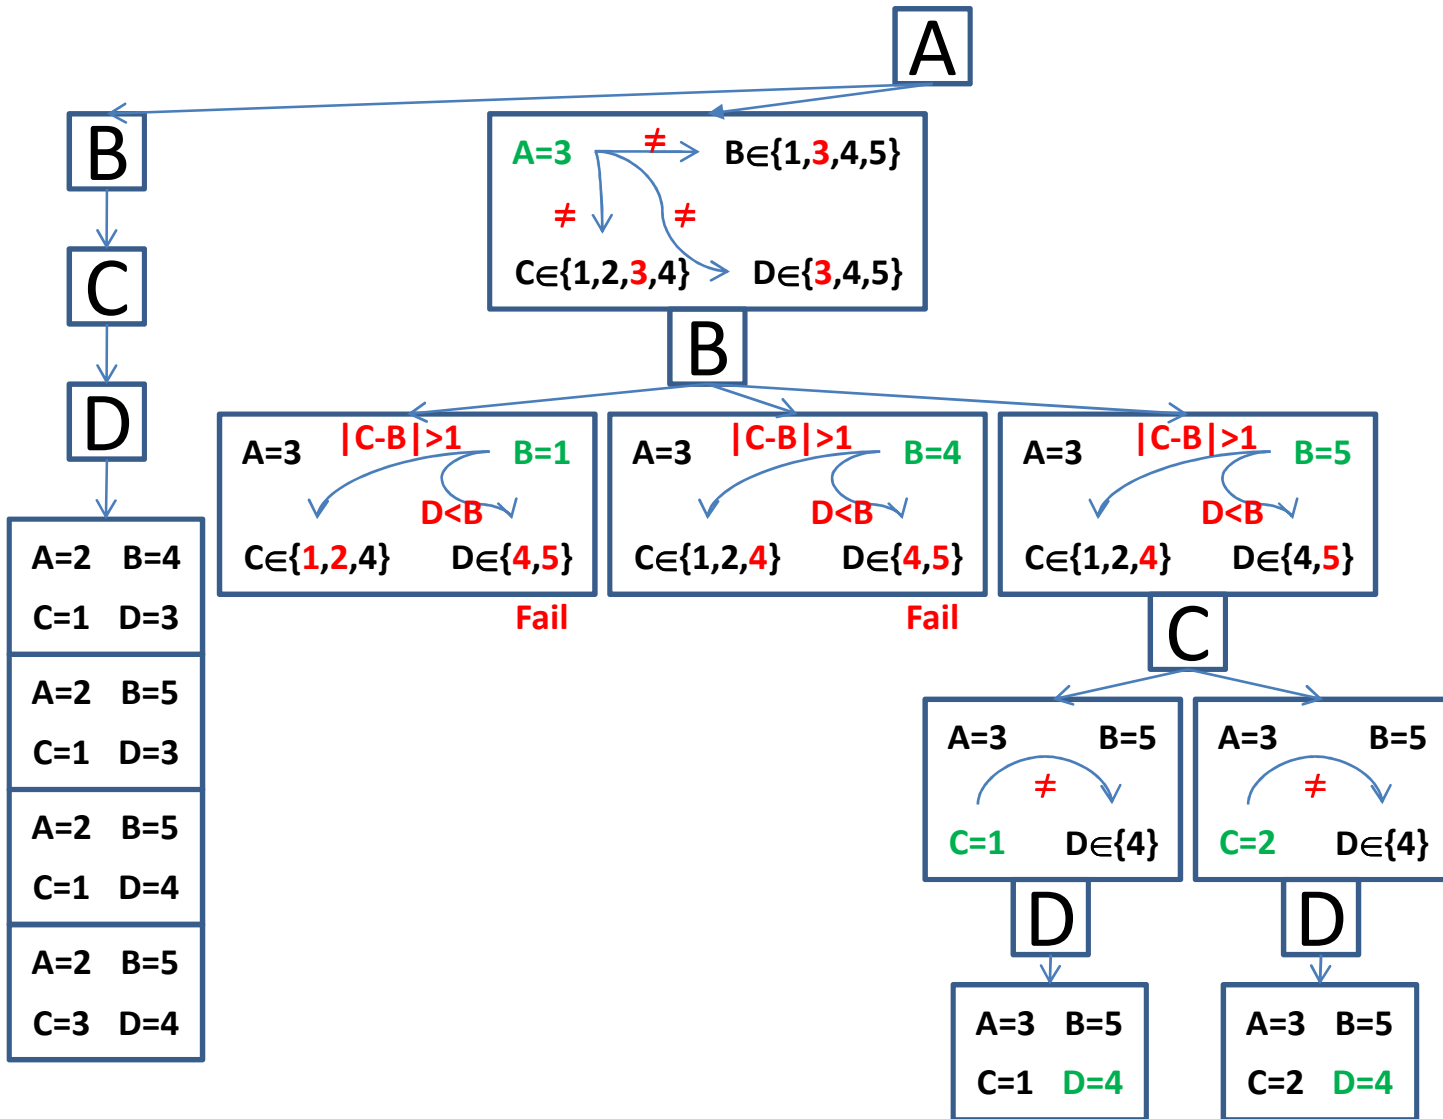 A
B
A=3 ≠ B∈{1,3,4,5}
≠ ≠
C∈{1,2,3,4} D∈{3,4,5}
C
B
D
A=3 |C-B|>1 B=1
D<B
C∈{1,2,4} D∈{4,5}
Fail
A=3 |C-B|>1 B=4
D<B
C∈{1,2,4} D∈{4,5}
Fail
A=3 |C-B|>1 B=5
D<B
C∈{1,2,4} D∈{4,5}
A=2 B=4
C=1 D=3
A=2 B=5
C=1 D=3
A=2 B=5
C=1 D=4
A=2 B=5
C=3 D=4
C
A=3 B=5
≠
C=1 D∈{4}
A=3 B=5
≠
C=2 D∈{4}
D
D
A=3 B=5
C=1 D=4
A=3 B=5
C=2 D=4